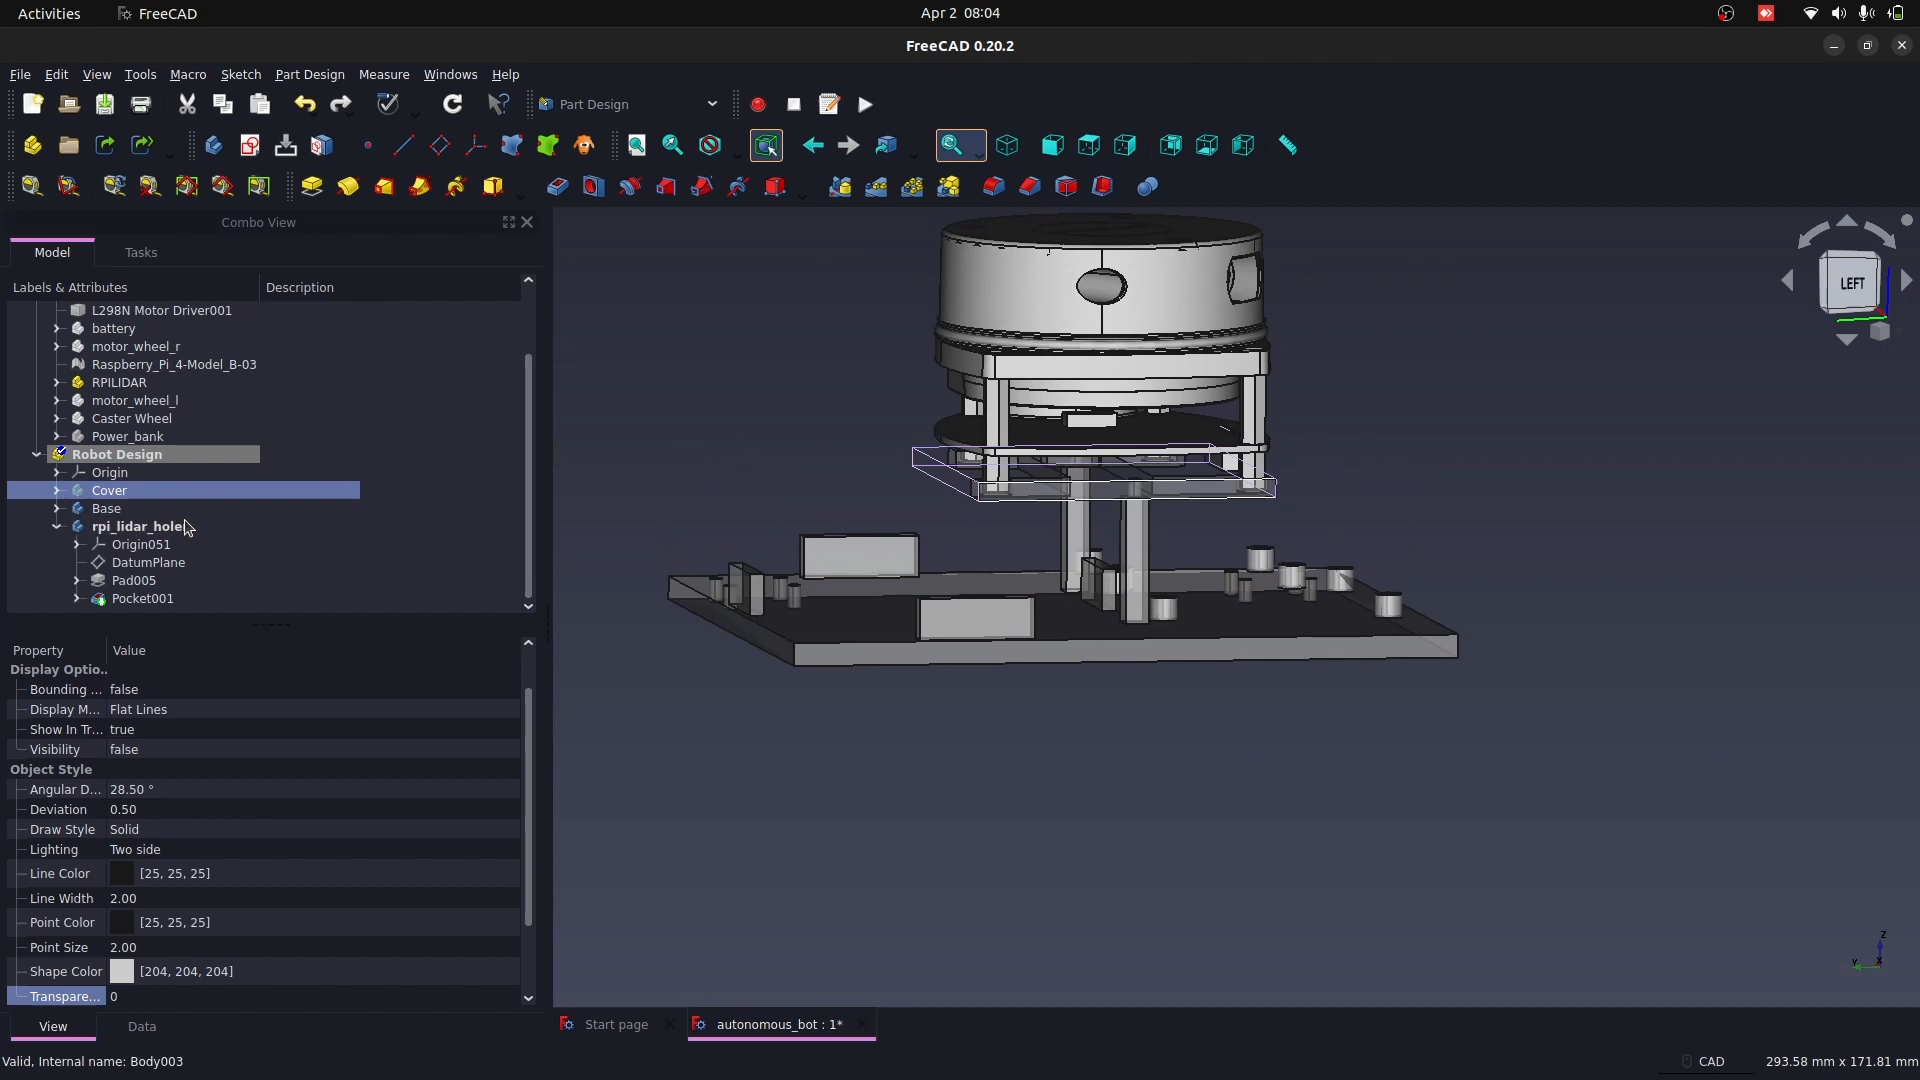 Activities
FreeCAD
Apr 2 08:04
FreeCAD 0.20.2
File Edit View Tools Macro Sketch Part Design Measure Windows Help
Part Design
Combo View
Model
Tasks
Labels & Attributes
Description
L298N Motor Driver001
battery
motor_wheel_r
Raspberry_Pi_4-Model_B-03
RPILIDAR
motor_wheel_l
Caster Wheel
Power_bank
Robot Design
Origin
Cover
Base
rpi_lidar_hole
Origin051
DatumPlane
Pad005
Pocket001
Property Value
Display Optio..
Bounding ... false
Display M... Flat Lines
Show In Tr... true
Visibility false
Object Style
Angular D... 28.50 °
Deviation 0.50
Draw Style Solid
Lighting Two side
Line Color [25, 25, 25]
Line Width 2.00
Point Color [25, 25, 25]
Point Size 2.00
Shape Color [204, 204, 204]
Transpare... 0
View
Data
LEFT
Z
Y
X
Start page
autonomous_bot : 1*
Valid, Internal name: Body003
CAD
293.58 mm x 171.81 mm